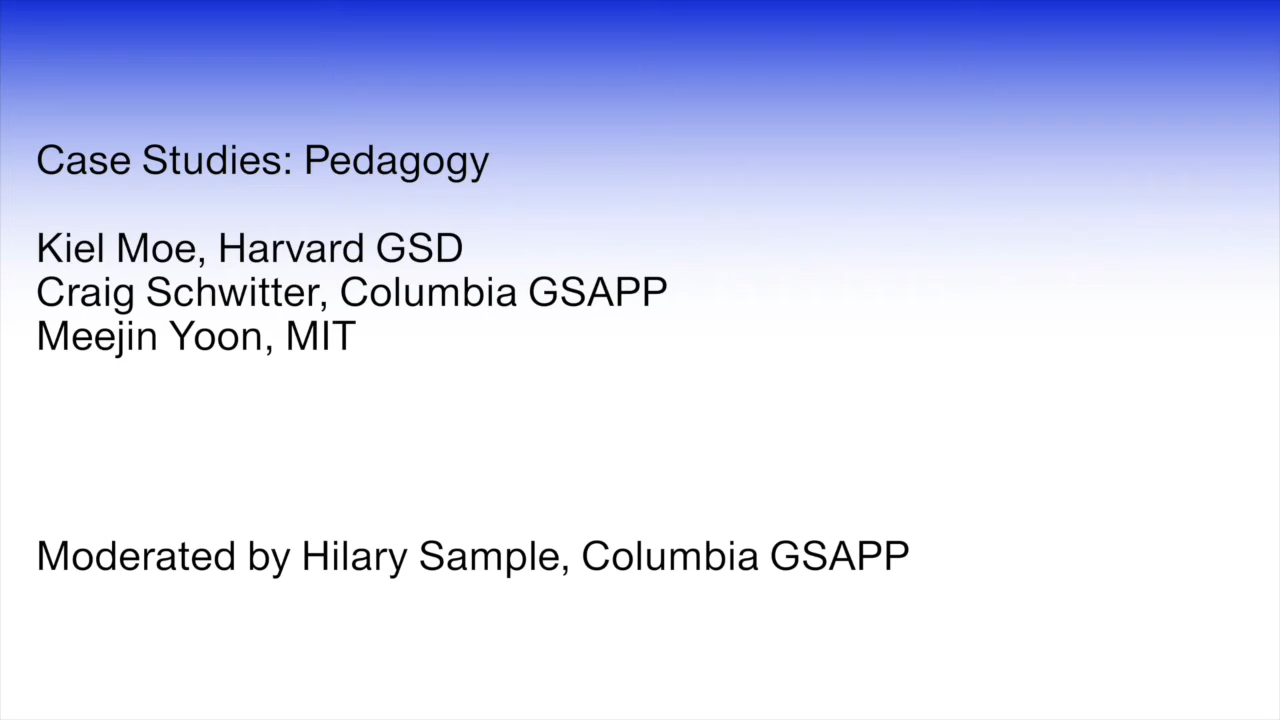 Case Studies: Pedagogy
Kiel Moe, Harvard GSD
Craig Schwitter, Columbia GSAPP
Meejin Yoon, MIT
Moderated by Hilary Sample, Columbia GSAPP